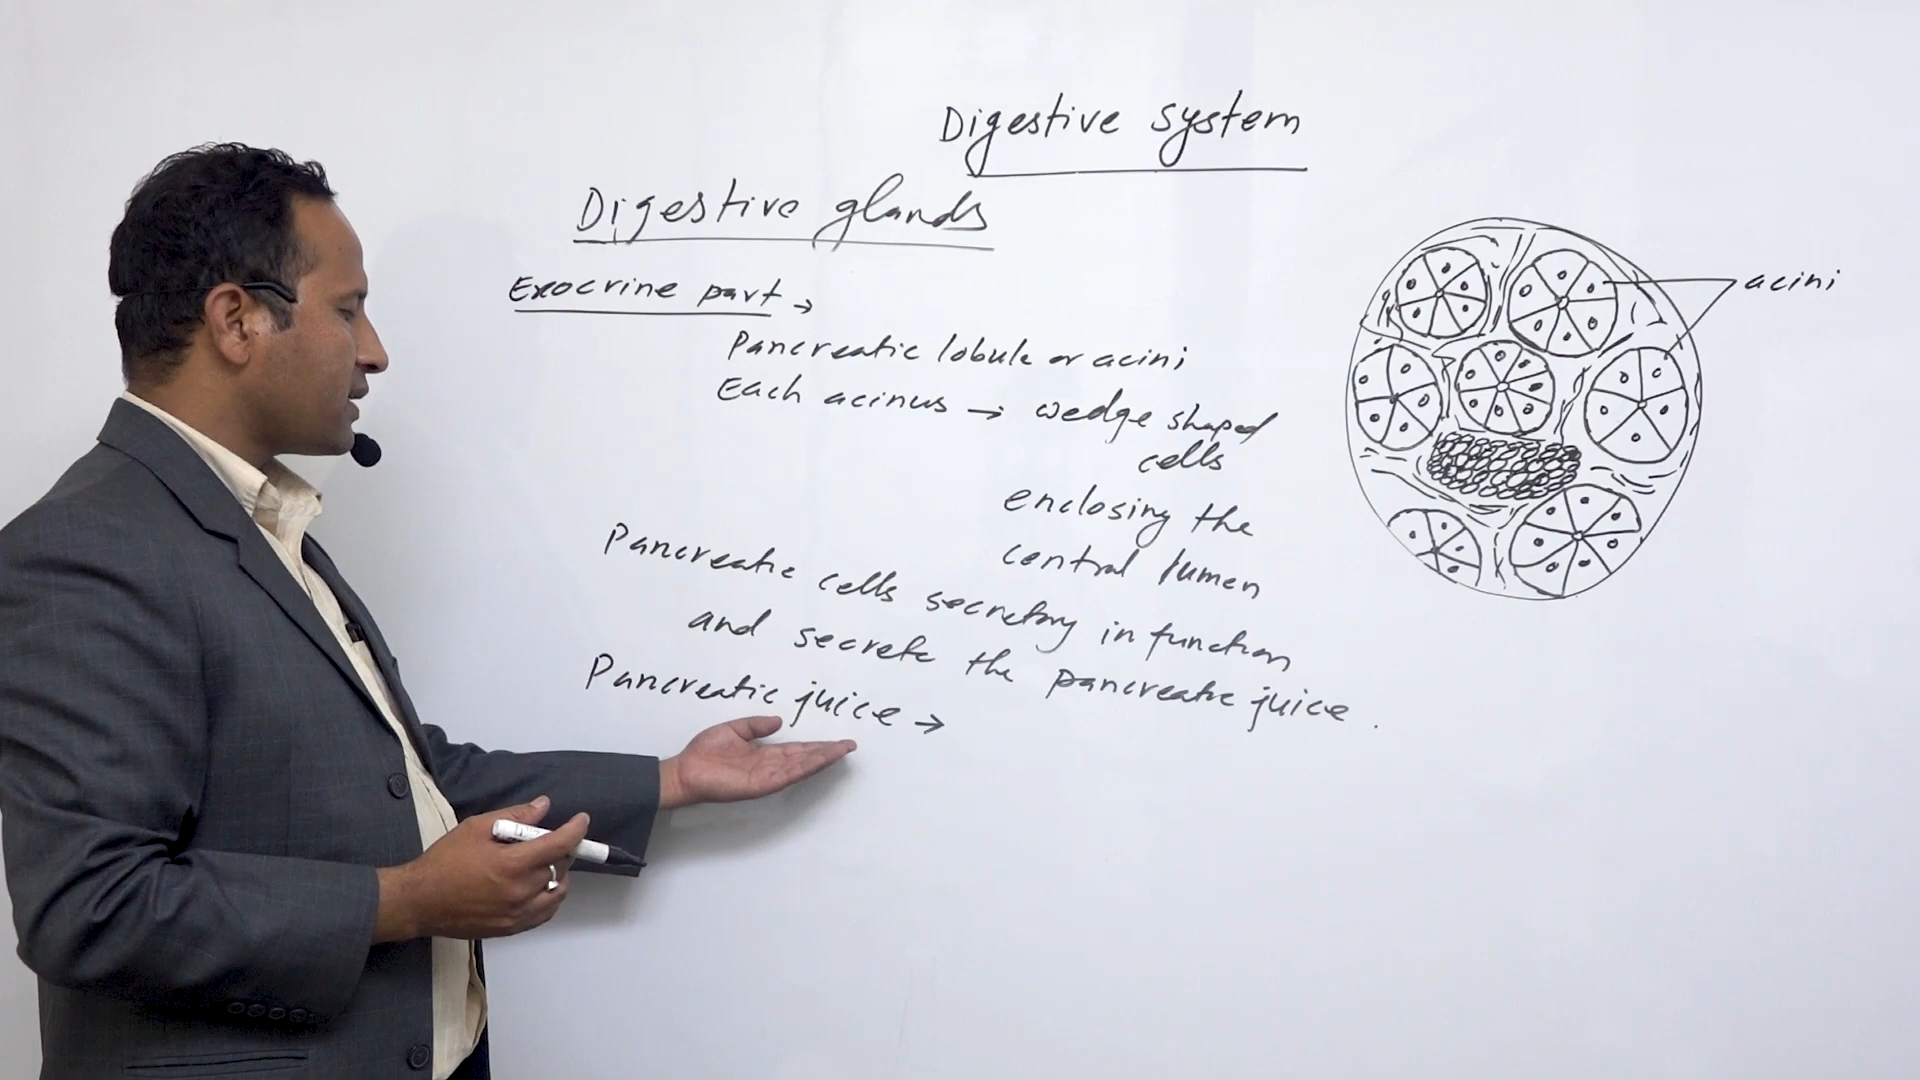 Digestive system
Digestive glands
Exocrine part →
Pancreatic lobule or acini
Each acinus → wedge shaped
cells
enclosing the
central lumen
Pancreatic cells secretory in function
and secrete the pancreatic juice.
Pancreatic juice →
acini